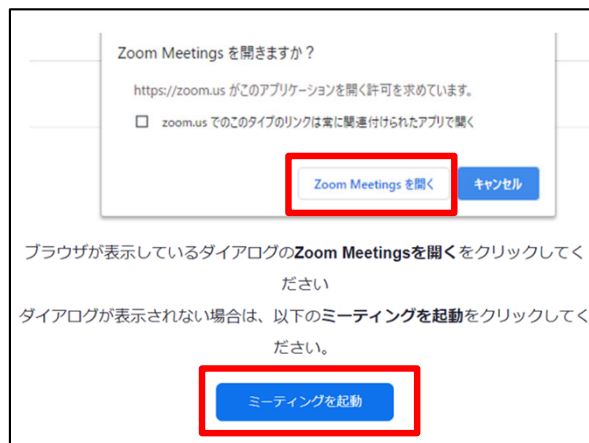 Zoom Meetings を開きますか？
https://zoom.us がこのアプリケーションを開く許可を求めています。
zoom.us でのこのタイプのリンクは常に関連付けられたアプリで開く
Zoom Meetings を開く
キャンセル
ブラウザが表示しているダイアログのZoom Meetingsを開くをクリックしてく
ださい
ダイアログが表示されない場合は、以下のミーティングを起動をクリックしてく
ださい。
ミーティングを起動